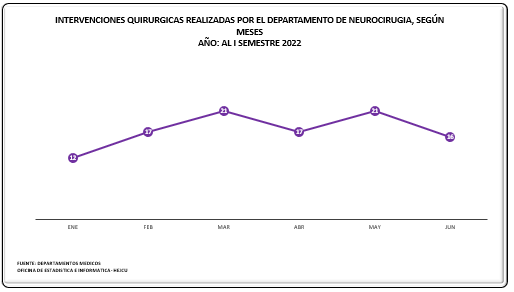 INTERVENCIONES QUIRURGICAS REALIZADAS POR EL DEPARTAMENTO DE NEUROCIRUGIA, SEGÚN
MESES
AÑO: AL I SEMESTRE 2022
12
17
21
17
21
16
ENE
FEB
MAR
ABR
MAY
JUN
FUENTE: DEPARTAMENTOS MEDICOS
OFICINA DE ESTADISTICA E INFORMATICA- HEJCU